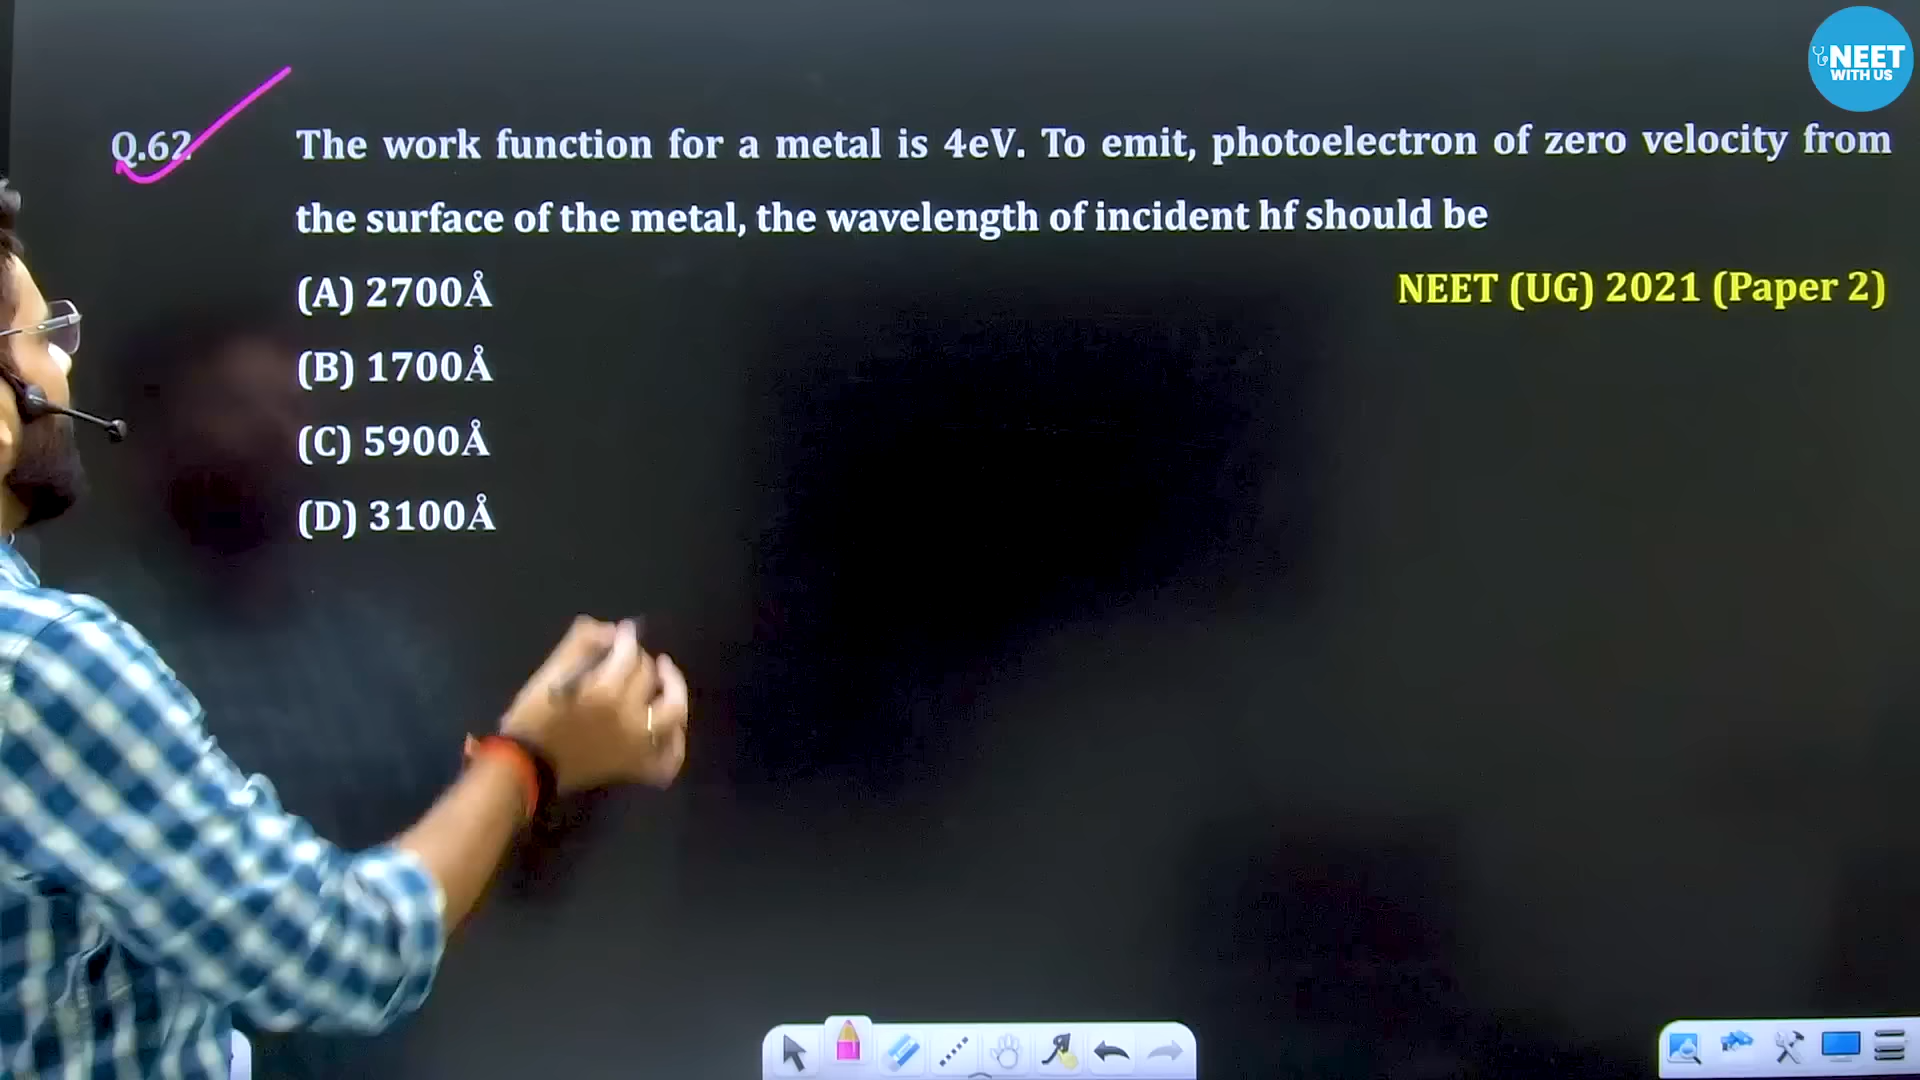 NEET
WITH US
Q.62 The work function for a metal is 4eV. To emit, photoelectron of zero velocity from
the surface of the metal, the wavelength of incident hf should be
(A) 2700Å
NEET (UG) 2021 (Paper 2)
(B) 1700Å
(C) 5900Å
(D) 3100Å